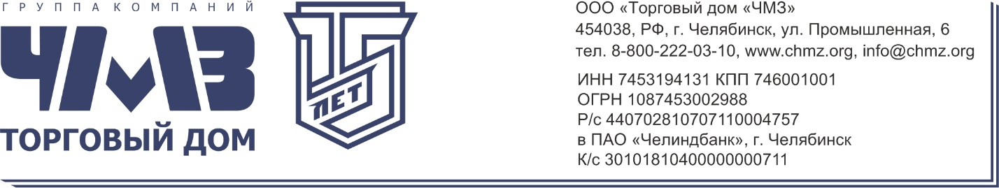 ГРУППА КОМПАНИЙ
ЧМЗ
ТОРГОВЫЙ ДОМ
75
ЛЕТ
ООО «Торговый дом «ЧМЗ»
454038, РФ, г. Челябинск, ул. Промышленная, 6
тел. 8-800-222-03-10, www.chmz.org, info@chmz.org
ИНН 7453194131 КПП 746001001
ОГРН 1087453002988
Р/с 440702810707110004757
в ПАО «Челиндбанк», г. Челябинск
К/с 30101810400000000711